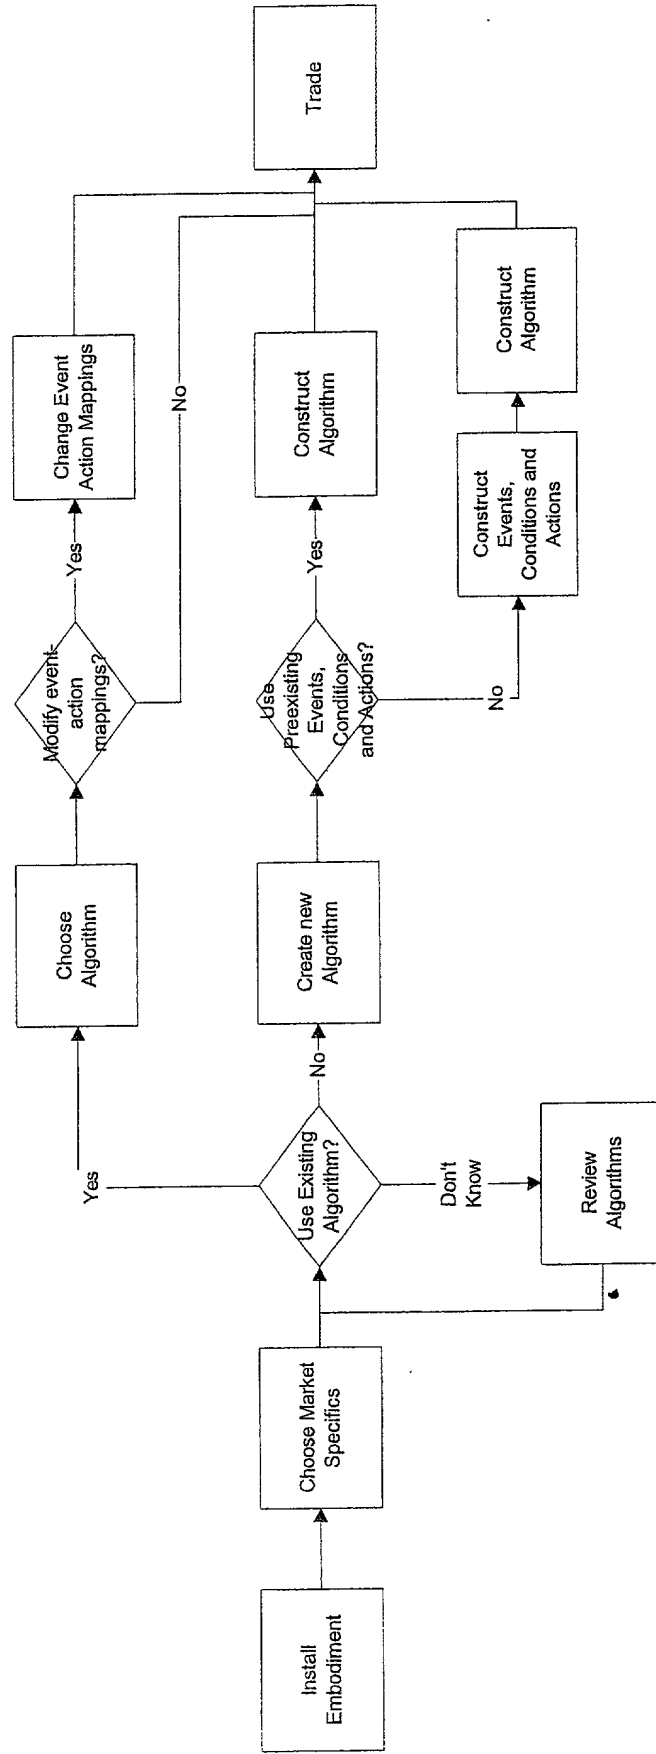 Install
Embodiment
Choose Market
Specifics
Use Existing
Algorithm?
Yes
No
Don't
Know
Review
Algorithms
Choose
Algorithm
Modify event-
action
mappings?
Yes
No
Change Event
Action Mappings
Create new
Algorithm
Use
Preexisting
Events,
Conditions
and Actions?
Yes
No
Construct
Algorithm
Construct
Events,
Conditions and
Actions
Construct
Algorithm
Trade